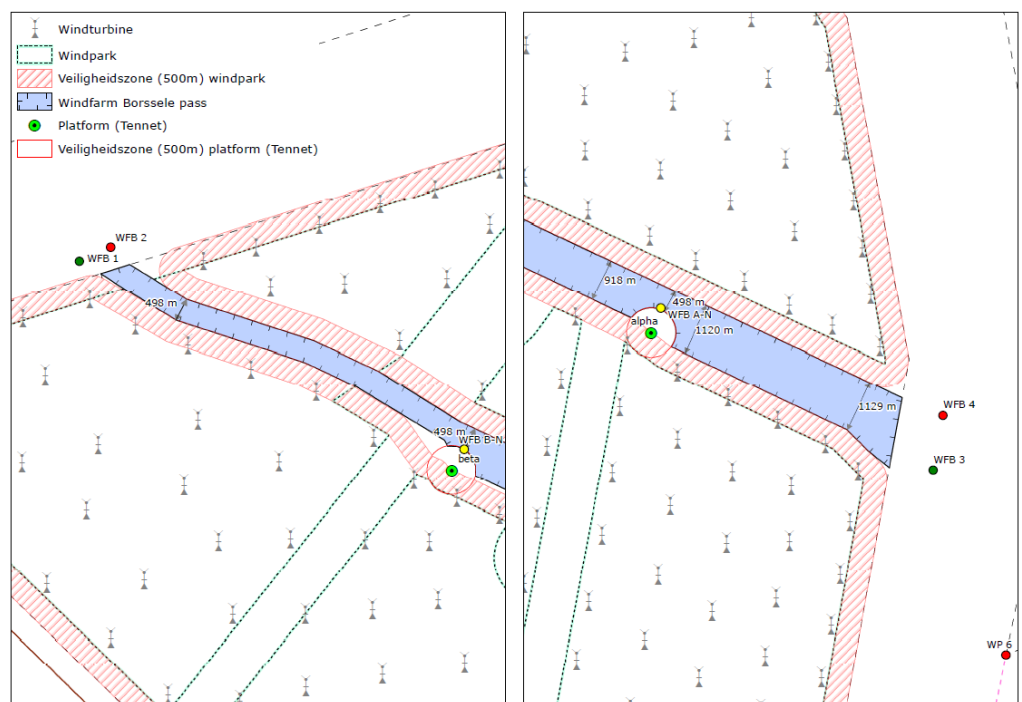 Windturbine
Windpark
Veiligheidszone (500m) windpark
Windfarm Borssele pass
Platform (Tennet)
Veiligheidszone (500m) platform (Tennet)
WFB 2
WFB 1
498 m
498 m
WFB B-N
beta
918 m
498 m
WFB A-N
alpha
1120 m
1129 m
WFB 4
WFB 3
WP 6